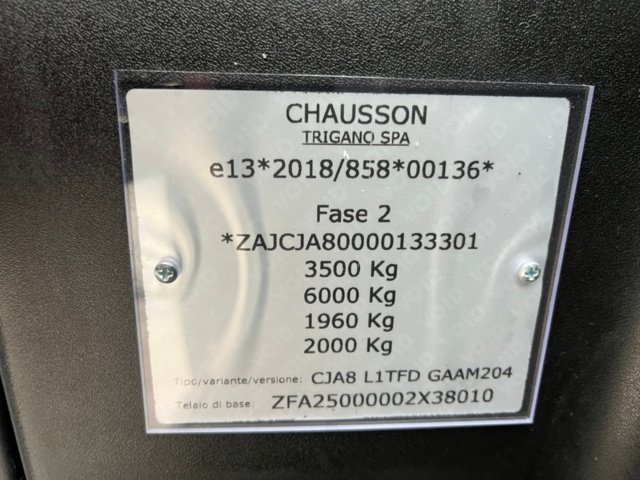 CHAUSSON
TRIGANO SPA
e13*2018/858*00136*
Fase 2
*ZAJCJA80000133301
3500 Kg
6000 Kg
1960 Kg
2000 Kg
Tipo/variante/versione: CJA8 L1TFD GAAM204
Telaio di base: ZFA25000002X38010